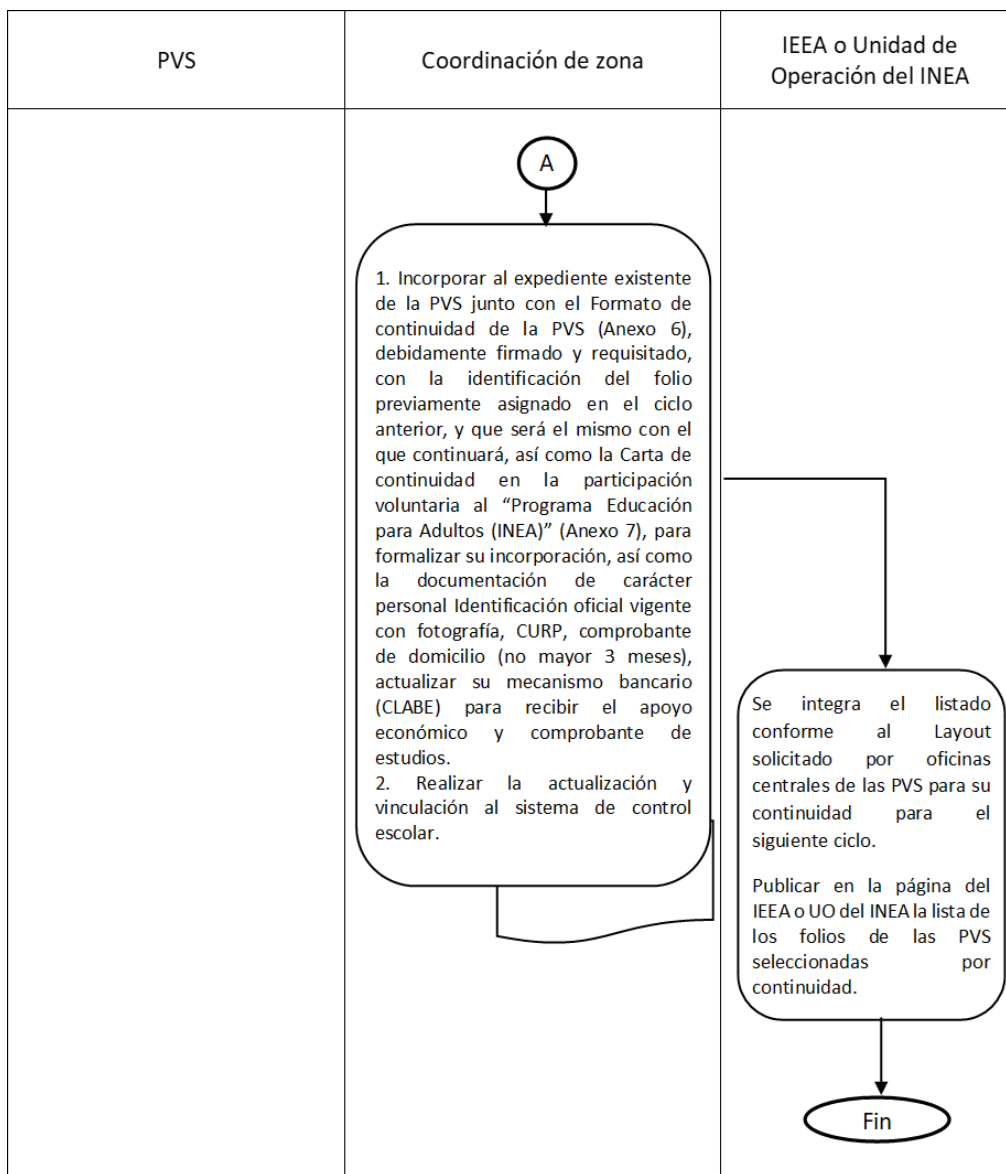 PVS
Coordinación de zona
IEEA o Unidad de
Operación del INEA
A
1. Incorporar al expediente existente
de la PVS junto con el Formato de
continuidad de la PVS (Anexo 6),
debidamente firmado y requisitado,
con la identificación del folio
previamente asignado en el ciclo
anterior, y que será el mismo con el
que continuará, así como la Carta de
continuidad en la participación
voluntaria al “Programa Educación
para Adultos (INEA)” (Anexo 7), para
formalizar su incorporación, así como
la documentación de carácter
personal Identificación oficial vigente
con fotografía, CURP, comprobante
de domicilio (no mayor 3 meses),
actualizar su mecanismo bancario
(CLABE) para recibir el apoyo
económico y comprobante de
estudios.
2. Realizar la actualización y
vinculación al sistema de control
escolar.
Se integra el listado
conforme al Layout
solicitado por oficinas
centrales de las PVS para su
continuidad para el
siguiente ciclo.
Publicar en la página del
IEEA o UO del INEA la lista de
los folios de las PVS
seleccionadas por
continuidad.
Fin